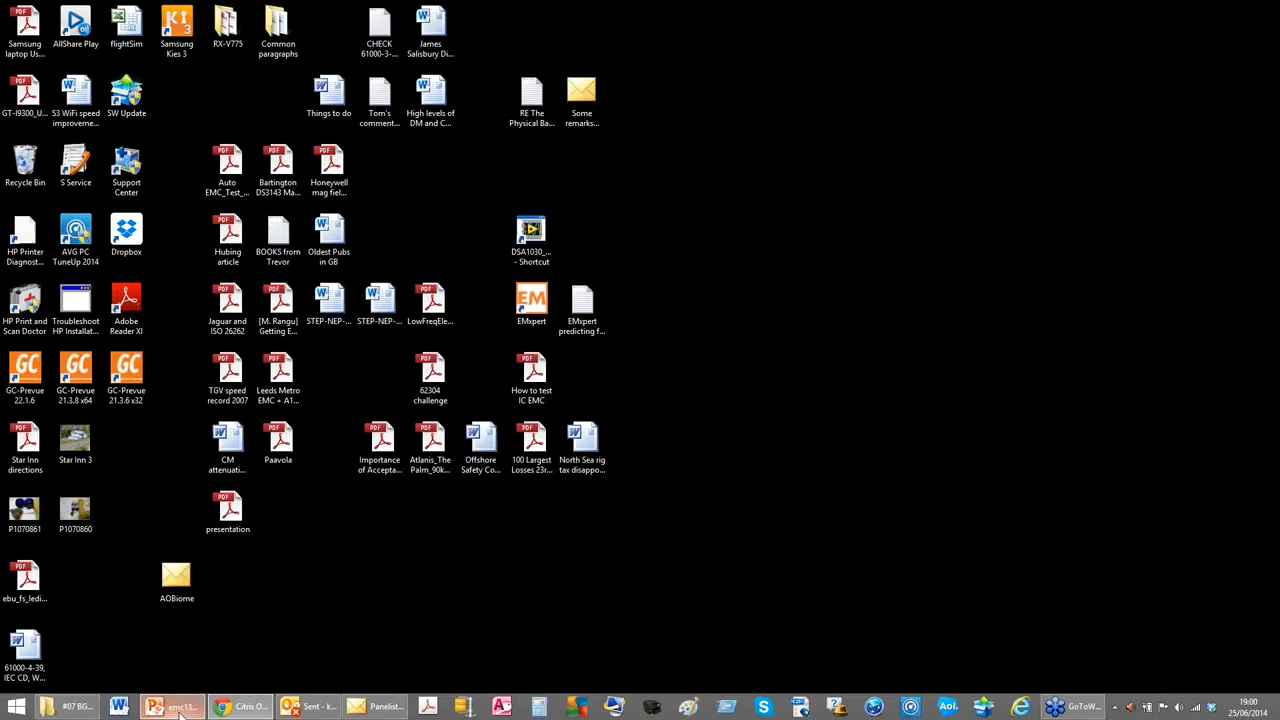 Samsung
laptop Us...
AllShare Play
flightSim
Samsung
Kies 3
RX-V775
Common
paragraphs
CHECK
61000-3-...
James
Salisbury Di...
GT-I9300_U...
S3 WiFi speed
improveme...
SW Update
Things to do
Tom's
comment...
High levels of
DM and C...
RE The
Physical Ba...
Some
remarks...
Recycle Bin
S Service
Support
Center
Auto
EMC_Test_...
Bartington
DS3143 Ma...
Honeywell
mag fiel...
HP Printer
Diagnost...
AVG PC
TuneUp 2014
Dropbox
Hubing
article
BOOKS from
Trevor
Oldest Pubs
in GB
DSA1030_...
- Shortcut
HP Print and
Scan Doctor
Troubleshoot
HP Installat...
Adobe
Reader XI
Jaguar and
ISO 26262
[M. Rangu]
Getting E...
STEP-NEP-...
STEP-NEP-...
LowFreqEle...
EMxpert
EMxpert
predicting f...
GC-Prevue
22.1.6
GC-Prevue
21.3.8 x64
GC-Prevue
21.3.6 x32
TGV speed
record 2007
Leeds Metro
EMC + A1...
62304
challenge
How to test
IC EMC
Star Inn
directions
Star Inn 3
CM
attenuati...
Paavola
Importance
of Accepta...
Atlanis_The
Palm_90k...
Offshore
Safety Co...
100 Largest
Losses 23r...
North Sea rig
tax disappo...
P1070861
P1070860
presentation
ebu_fs_ledi...
AOBiome
61000-4-39,
IEC CD, W...
#07 BG...
emc13...
Citrix O...
Sent - k...
Panelist...
Aol.
GoToW...
19:00
25/06/2014